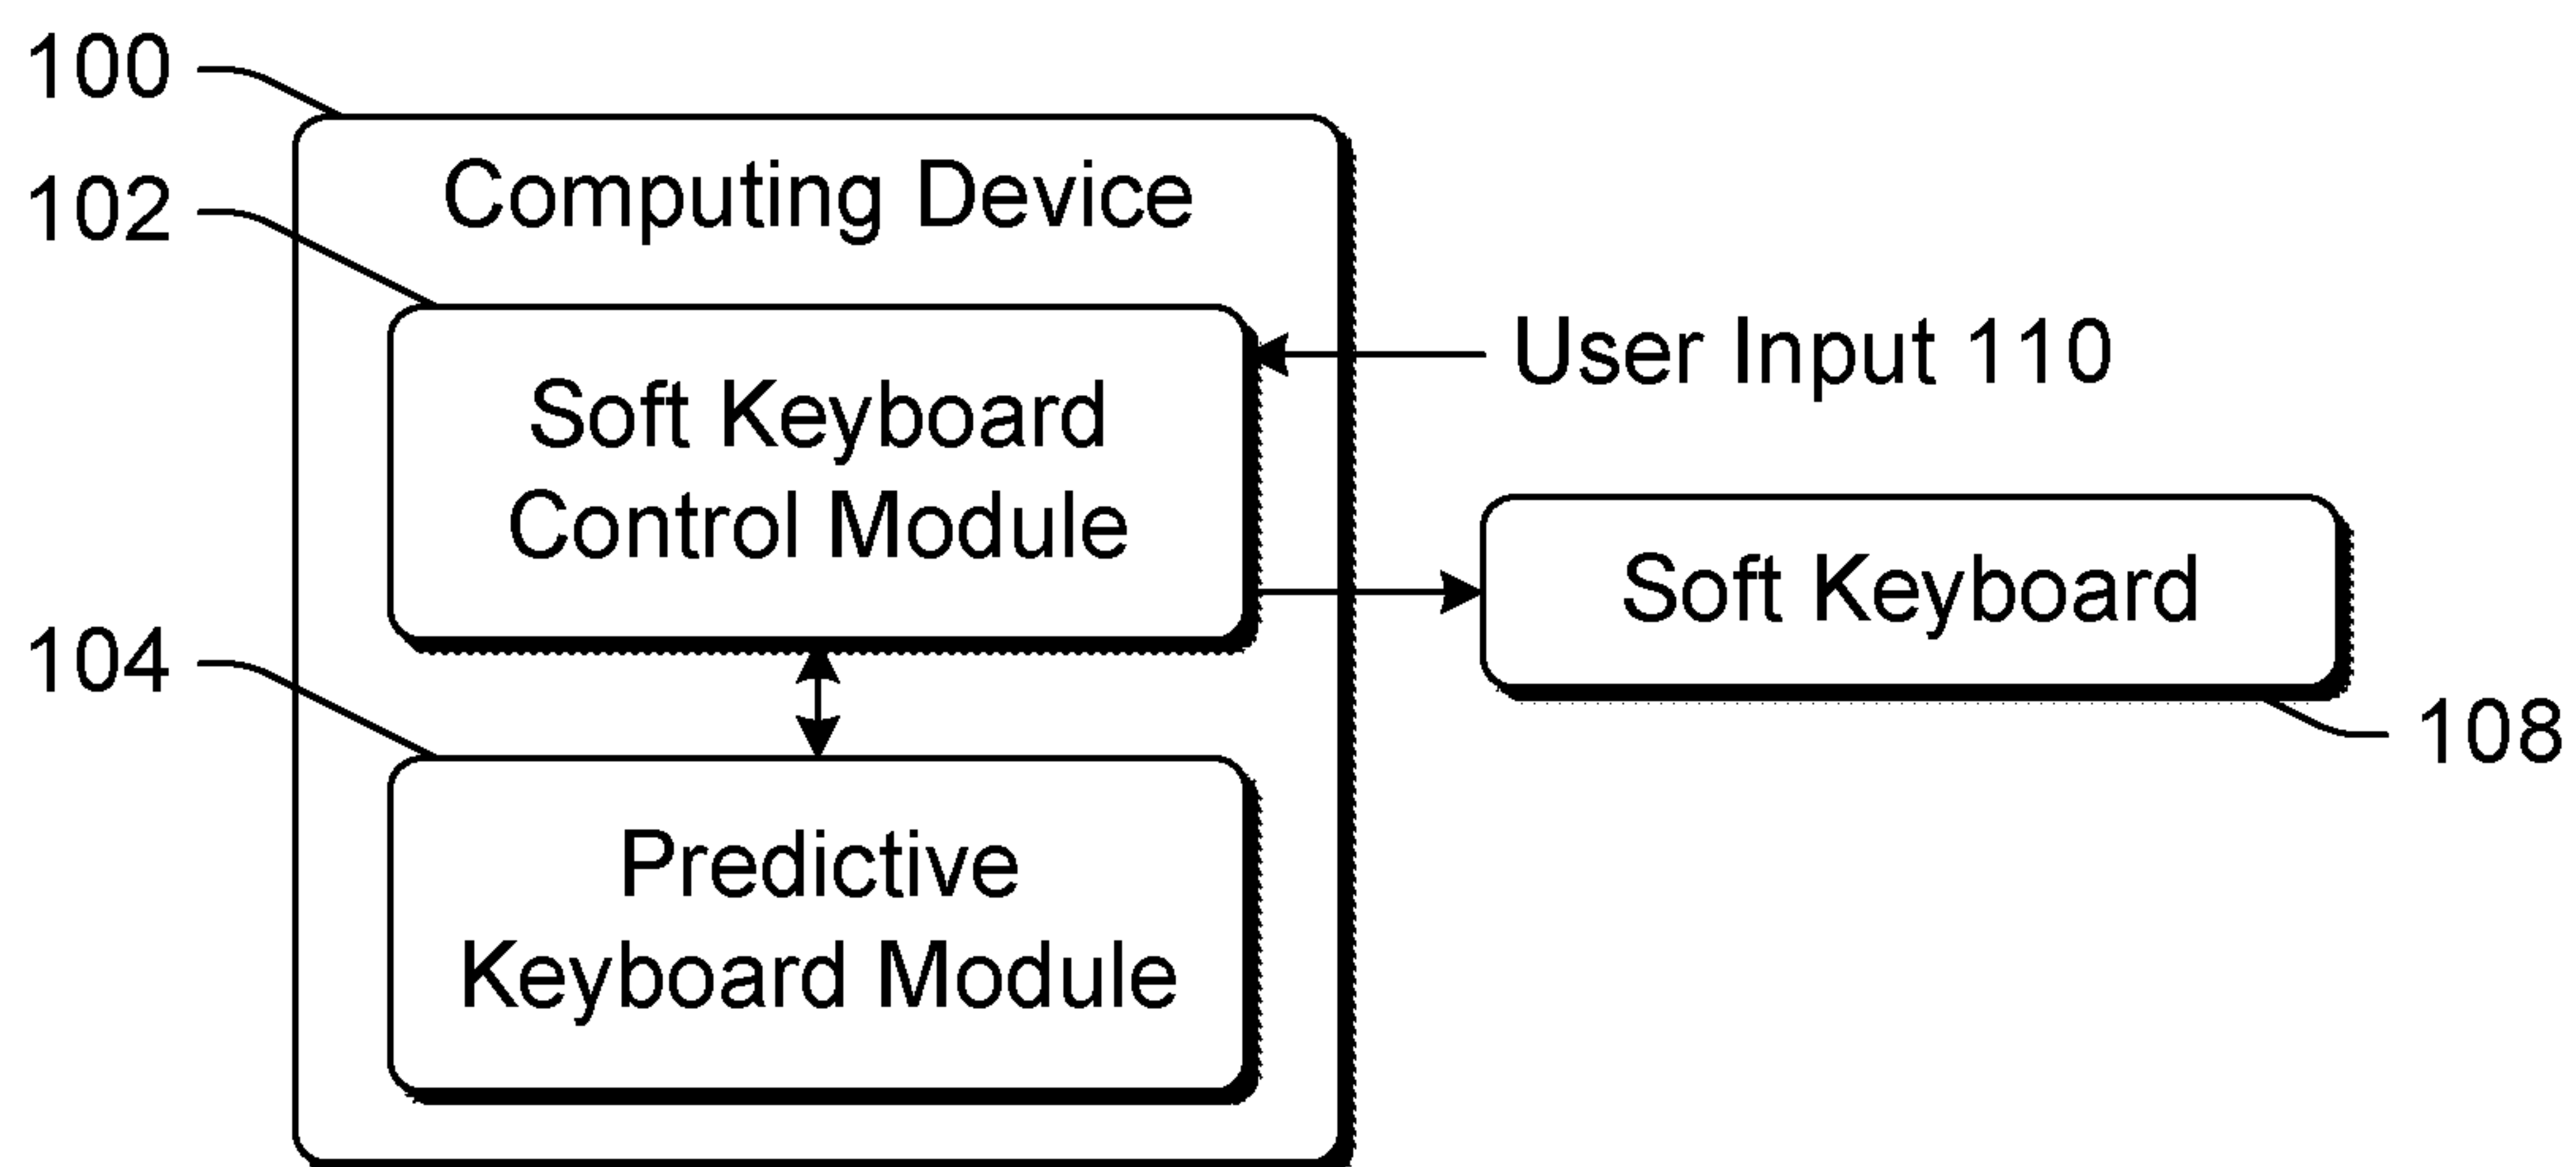 100
Computing Device
102
User Input 110
Soft Keyboard
Control Module
Soft Keyboard
104
108
Predictive
Keyboard Module